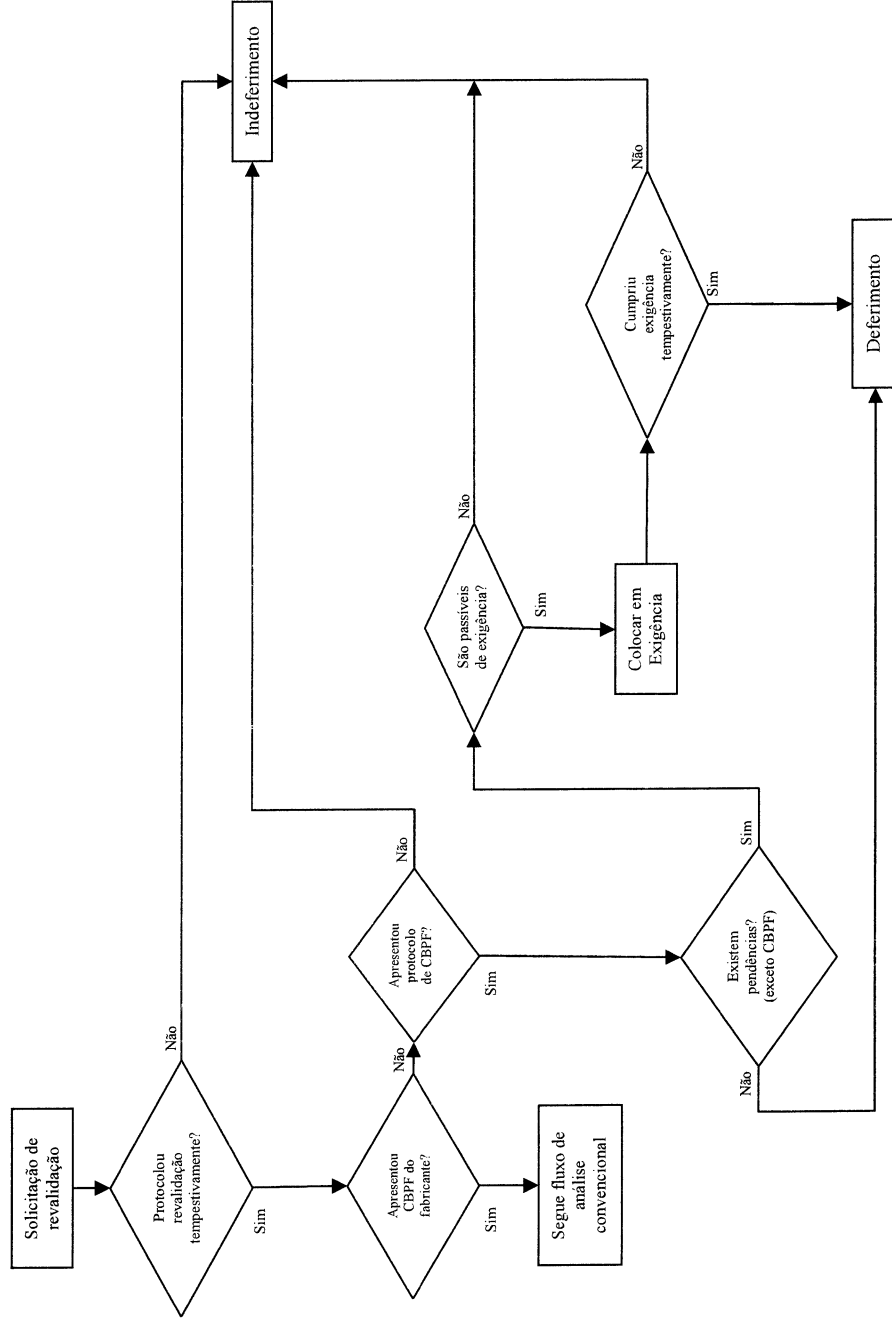 Solicitação de
revalidação
Protocolou
revalidação
tempestivamente?
Não
Sim
Indeferimento
Apresentou
CBPF do
fabricante?
Não
Sim
Segue fluxo de
análise
convencional
Apresentou
protocolo
de CBPF?
Não
Sim
Existem
pendências?
(exceto CBPF)
Sim
Não
São passíveis
de exigência?
Não
Sim
Colocar em
Exigência
Cumpriu
exigência
tempestivamente?
Não
Sim
Deferimento